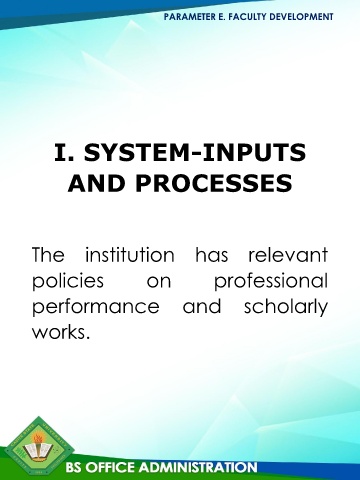 PARAMETER E. FACULTY DEVELOPMENT
I. SYSTEM-INPUTS
AND PROCESSES
The institution has relevant
policies on professional
performance and scholarly
works.
BS OFFICE ADMINISTRATION